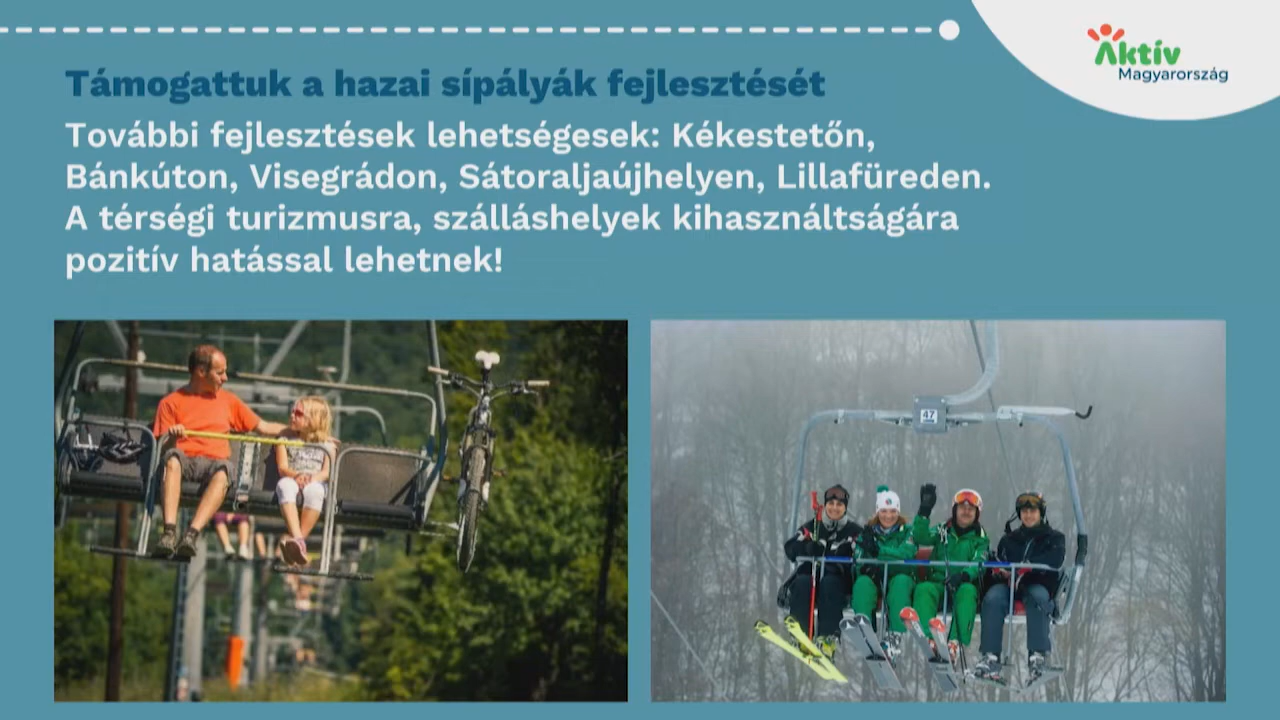 Aktív
Magyarország
Támogattuk a hazai sípályák fejlesztését
További fejlesztések lehetségesek: Kékestetőn,
Bánkúton, Visegrádon, Sátoraljaújhelyen, Lillafüreden.
A térségi turizmusra, szálláshelyek kihasználtságára
pozitív hatással lehetnek!
47